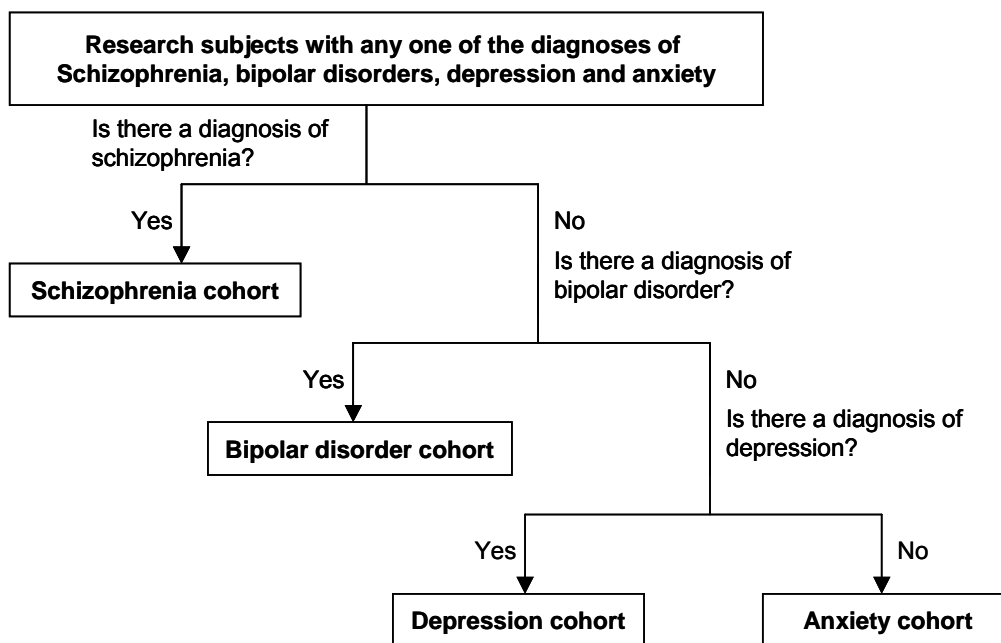 Research subjects with any one of the diagnoses of
Schizophrenia, bipolar disorders, depression and anxiety
Is there a diagnosis of
schizophrenia?
Yes
No
Schizophrenia cohort
Is there a diagnosis of
bipolar disorder?
Yes
No
Bipolar disorder cohort
Is there a diagnosis of
depression?
Yes
No
Depression cohort
Anxiety cohort